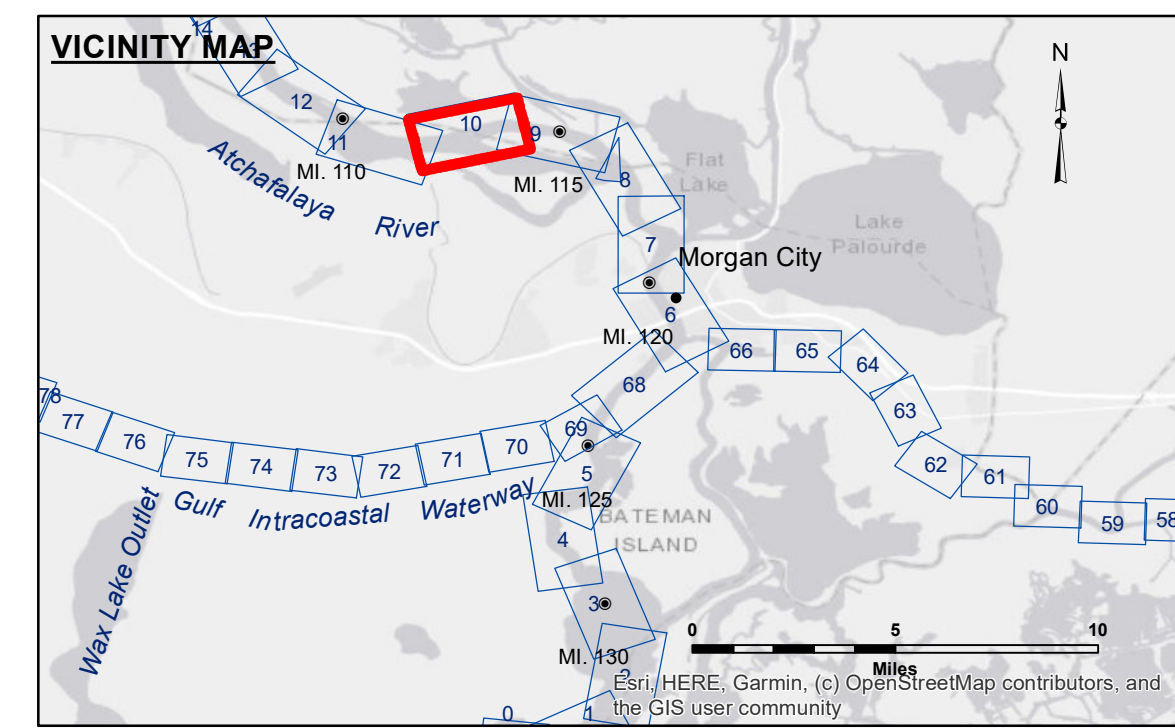 VICINITY MAP
N
14
13
12
11
10
9
8
7
6
MI. 110
MI. 115
Atchafalaya
River
Flat
Lake
Lake
Palourde
Morgan City
MI. 120
66
65
64
63
62
61
60
59
58
68
69
70
71
72
73
74
75
76
77
78
5
MI. 125
Gulf Intracoastal Waterway
Wax Lake Outlet
BATEMAN
ISLAND
4
3
MI. 130
2
1
0
0 5 10
Miles
Esri, HERE, Garmin, (c) OpenStreetMap contributors, and
the GIS user community